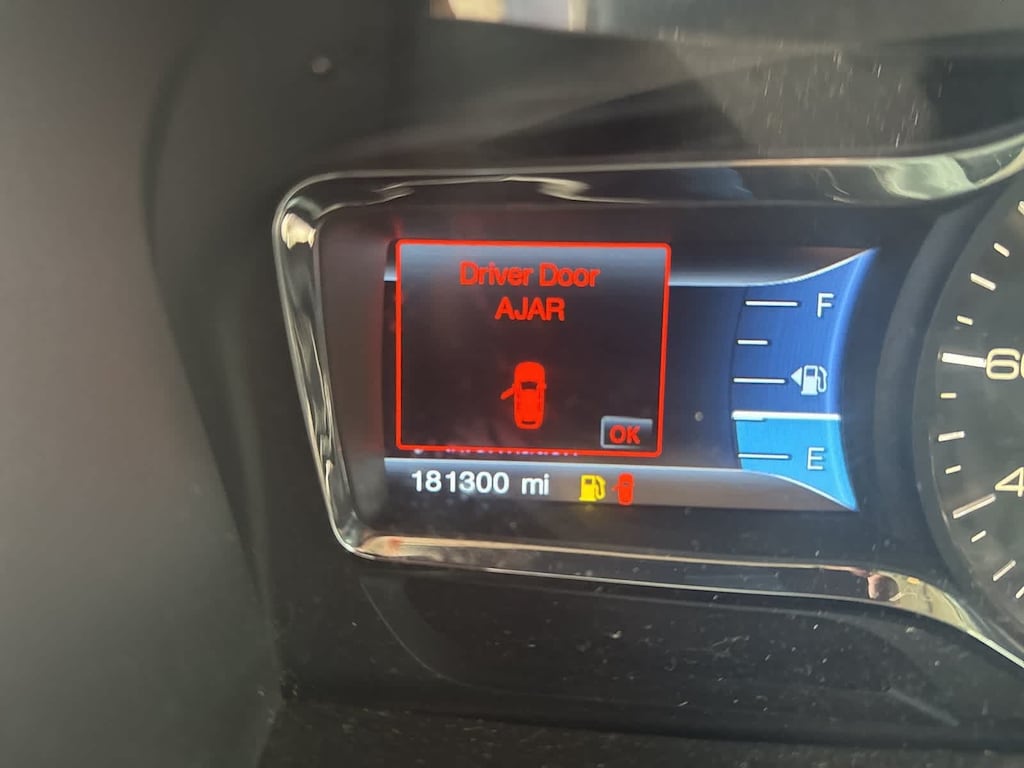 Driver Door
AJAR
OK
181300 mi
F
E